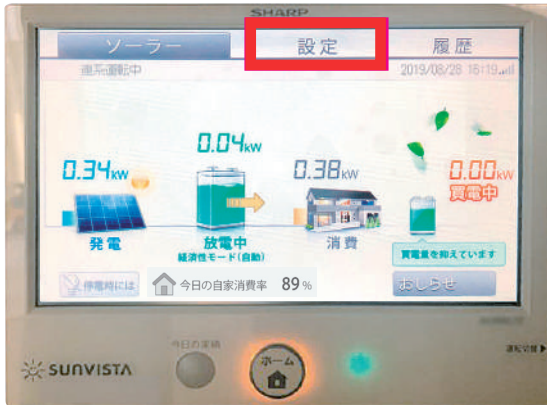 SHARP
ソーラー 設定 履歴
連系運転中 2019/08/28 16:19
0.34kW
0.04kW
0.38kW
0.00kW
買電中
発電
放電中
経済性モード(自動)
消費
買電量を抑えています
停電時には
今日の自家消費率 89%
おしらせ
今日の実績
ホーム
運転切替
SUNVISTA